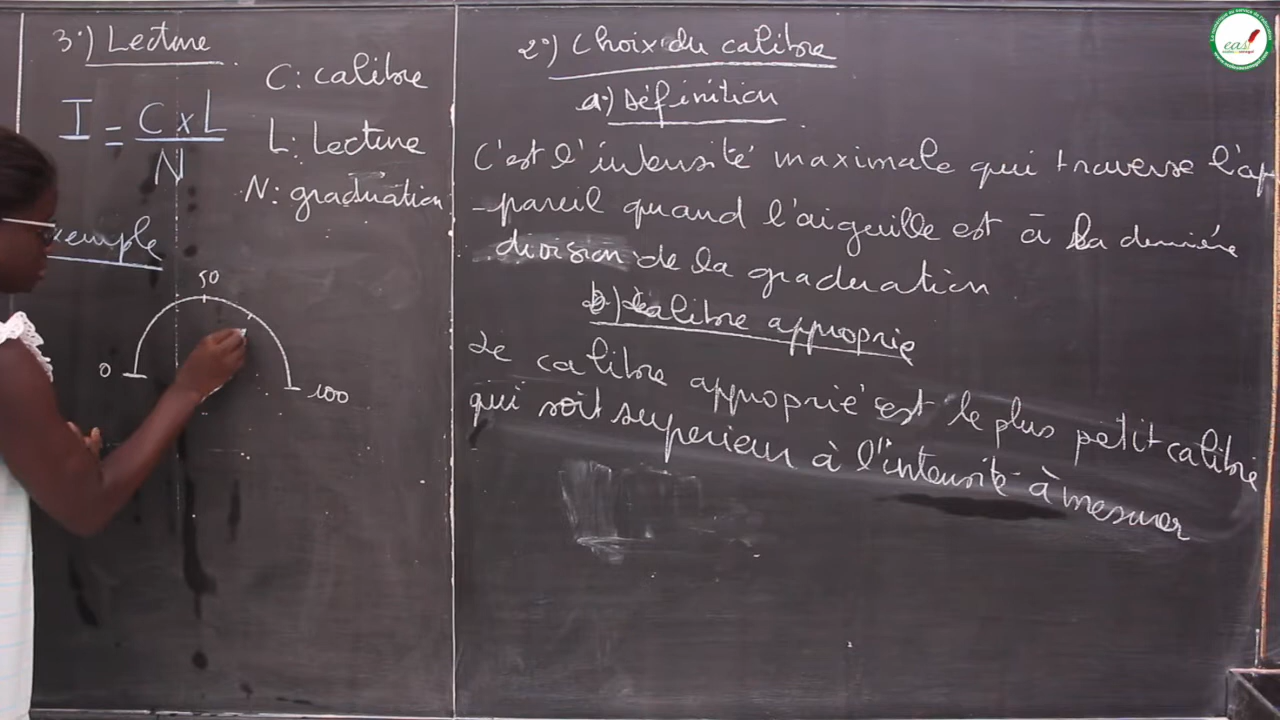 3°) Lecture
I = C x L
N
C: calibre
L: Lecture
N: graduation
xemple
0
50
100
2°) Choix du calibre
a) Définition
C'est l'intensité maximale qui traverse l'ap
-pareil quand l'aiguille est à la dernière
division de la graduation
b) calibre approprié
Le calibre approprié est le plus petit calibre
qui soit superieur à l'intensité à mesurer
easi